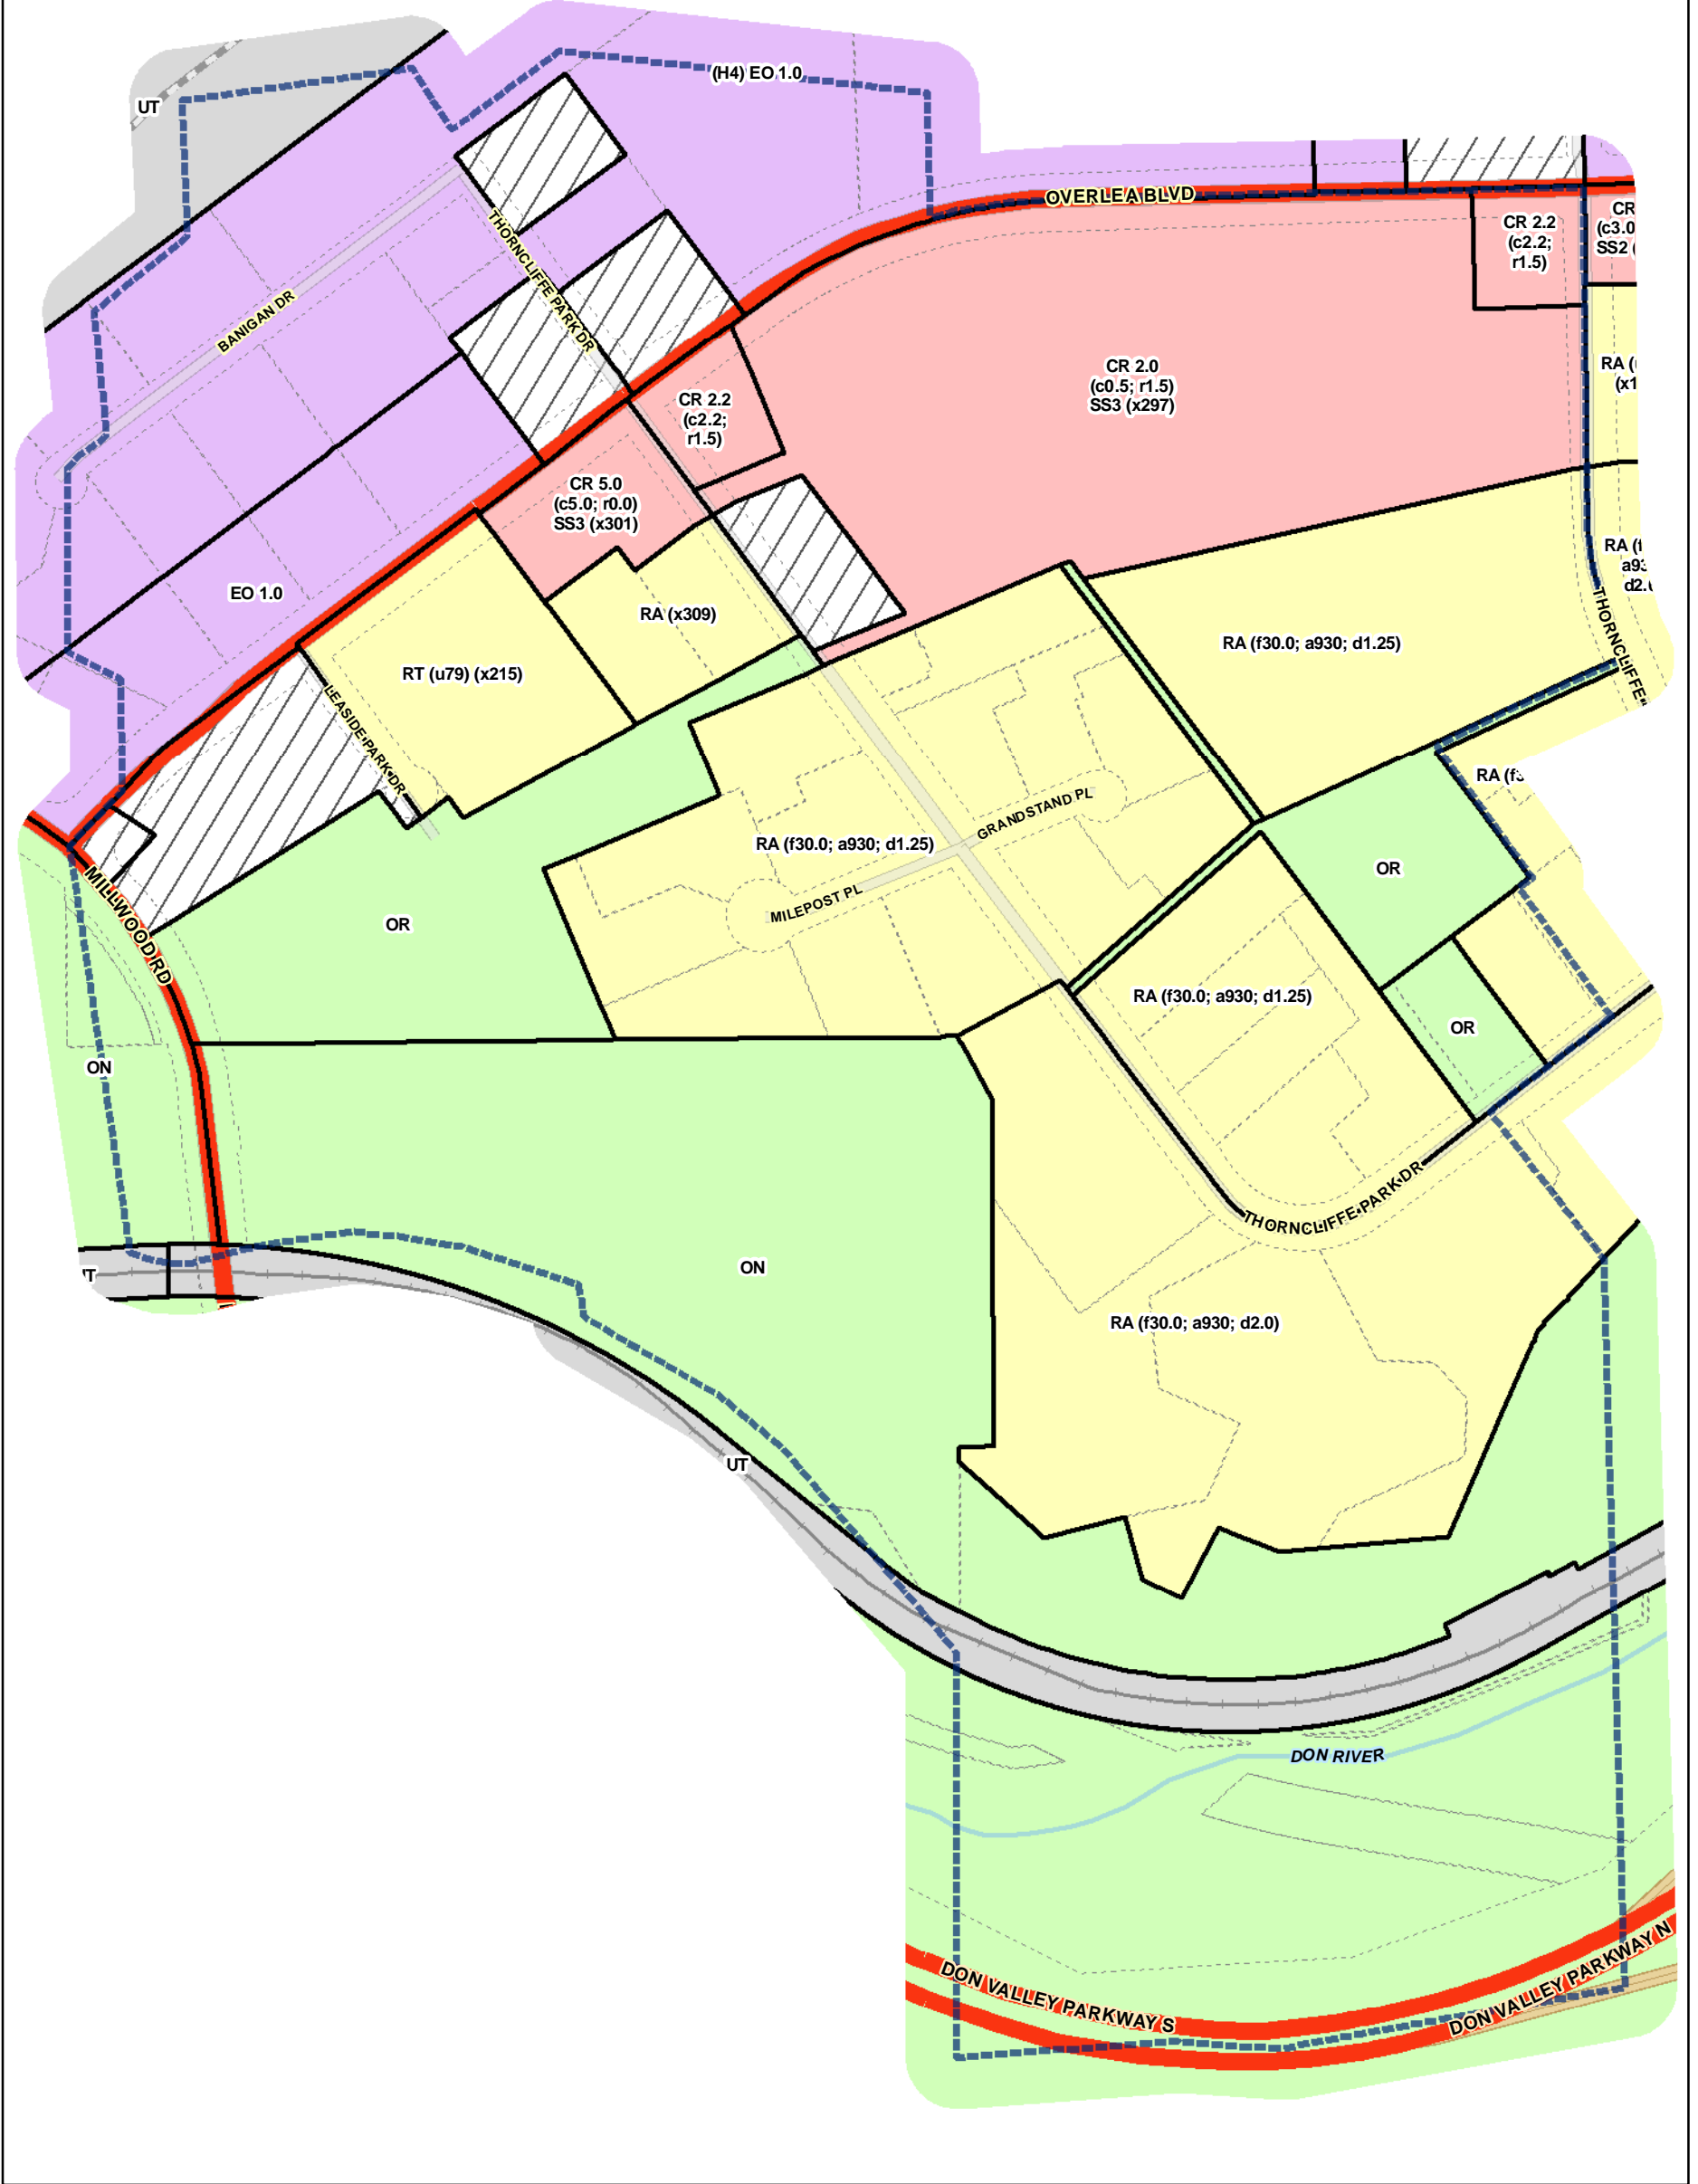 (H4) EO 1.0
UT
OVERLEA BLVD
THORNCLIFFE PARK DR
CR 2.2
(c2.2;
r1.5)
CR
(c3.0
SS2 (
BANIGAN DR
CR 2.0
(c0.5; r1.5)
SS3 (x297)
RA (
(x1
CR 2.2
(c2.2;
r1.5)
CR 5.0
(c5.0; r0.0)
SS3 (x301)
RA (f
a93
d2.
EO 1.0
RA (x309)
RA (f30.0; a930; d1.25)
THORNCLIFFE
RT (u79) (x215)
LEASIDE PARK DR
RA (f3
GRANDSTAND PL
RA (f30.0; a930; d1.25)
MILEPOST PL
OR
MILLWOOD RD
OR
RA (f30.0; a930; d1.25)
OR
ON
THORNCLIFFE PARK DR
ON
RA (f30.0; a930; d2.0)
UT
DON RIVER
DON VALLEY PARKWAY S
DON VALLEY PARKWAY N